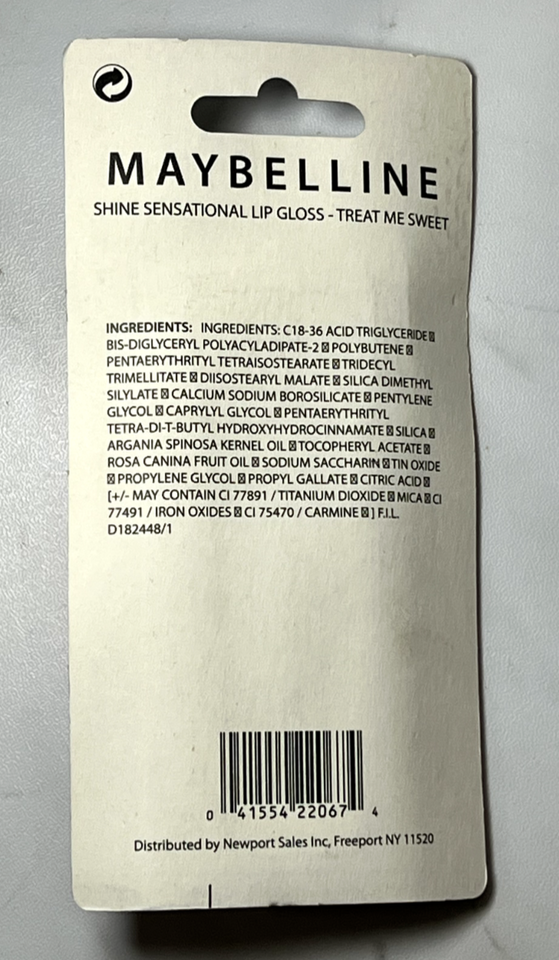 MAYBELLINE
SHINE SENSATIONAL LIP GLOSS - TREAT ME SWEET
INGREDIENTS: INGREDIENTS: C18-36 ACID TRIGLYCERIDE▯
BIS-DIGLYCERYL POLYACYLADIPATE-2 ▯ POLYBUTENE ▯
PENTAERYTHRITYL TETRAISOSTEARATE ▯ TRIDECYL
TRIMELLITATE ▯ DIISOSTEARYL MALATE ▯ SILICA DIMETHYL
SILYLATE ▯ CALCIUM SODIUM BOROSILICATE ▯ PENTYLENE
GLYCOL ▯ CAPRYLYL GLYCOL ▯ PENTAERYTHRITYL
TETRA-DI-T-BUTYL HYDROXYHYDROCINNAMATE ▯ SILICA ▯
ARGANIA SPINOSA KERNEL OIL ▯ TOCOPHERYL ACETATE ▯
ROSA CANINA FRUIT OIL ▯ SODIUM SACCHARIN ▯ TIN OXIDE
▯ PROPYLENE GLYCOL ▯ PROPYL GALLATE ▯ CITRIC ACID ▯
[+/- MAY CONTAIN CI 77891 / TITANIUM DIOXIDE ▯ MICA ▯ CI
77491 / IRON OXIDES ▯ CI 75470 / CARMINE ▯ ] F.I.L.
D182448/1
0 41554 22067 4
Distributed by Newport Sales Inc, Freeport NY 11520